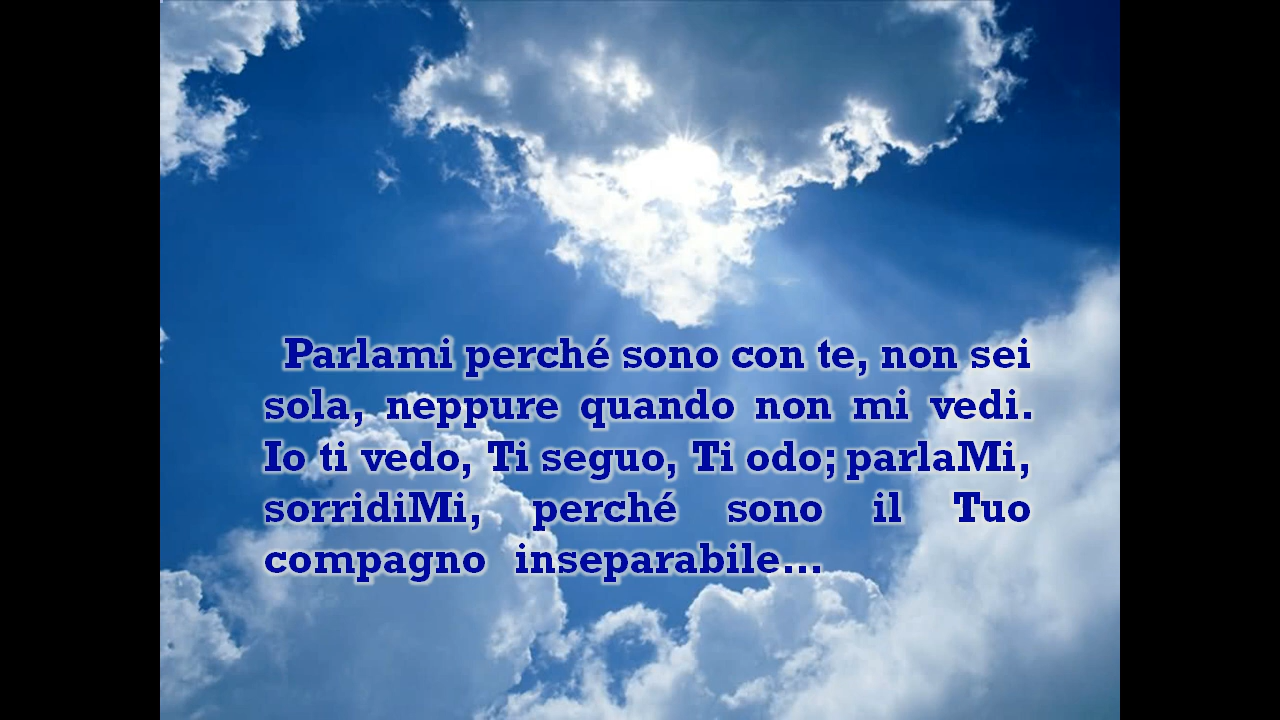 Parlami perché sono con te, non sei
sola, neppure quando non mi vedi.
Io ti vedo, Ti seguo, Ti odo; parlaMi,
sorridiMi, perché sono il Tuo
compagno inseparabile...